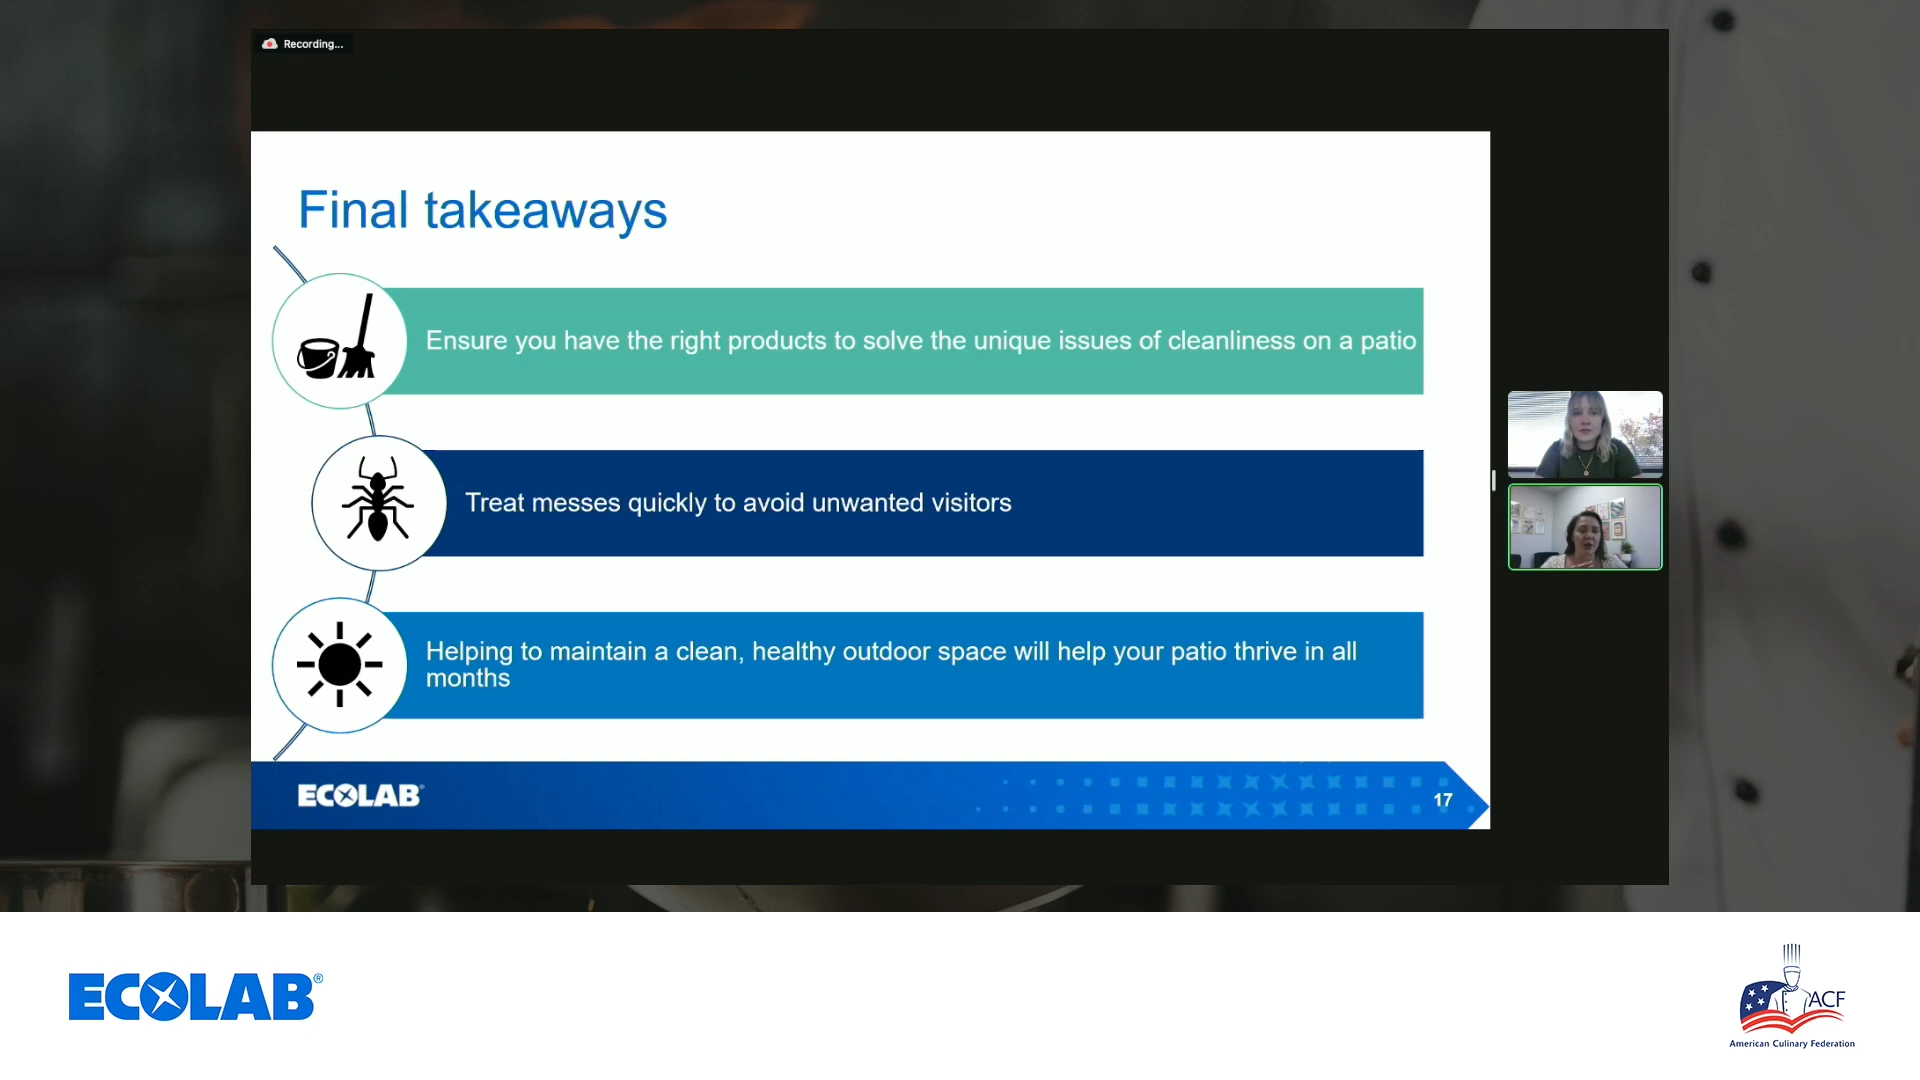 Recording...
Final takeaways
Ensure you have the right products to solve the unique issues of cleanliness on a patio
Treat messes quickly to avoid unwanted visitors
Helping to maintain a clean, healthy outdoor space will help your patio thrive in all
months
ECOLAB®
17
ECOLAB®
ACF
American Culinary Federation